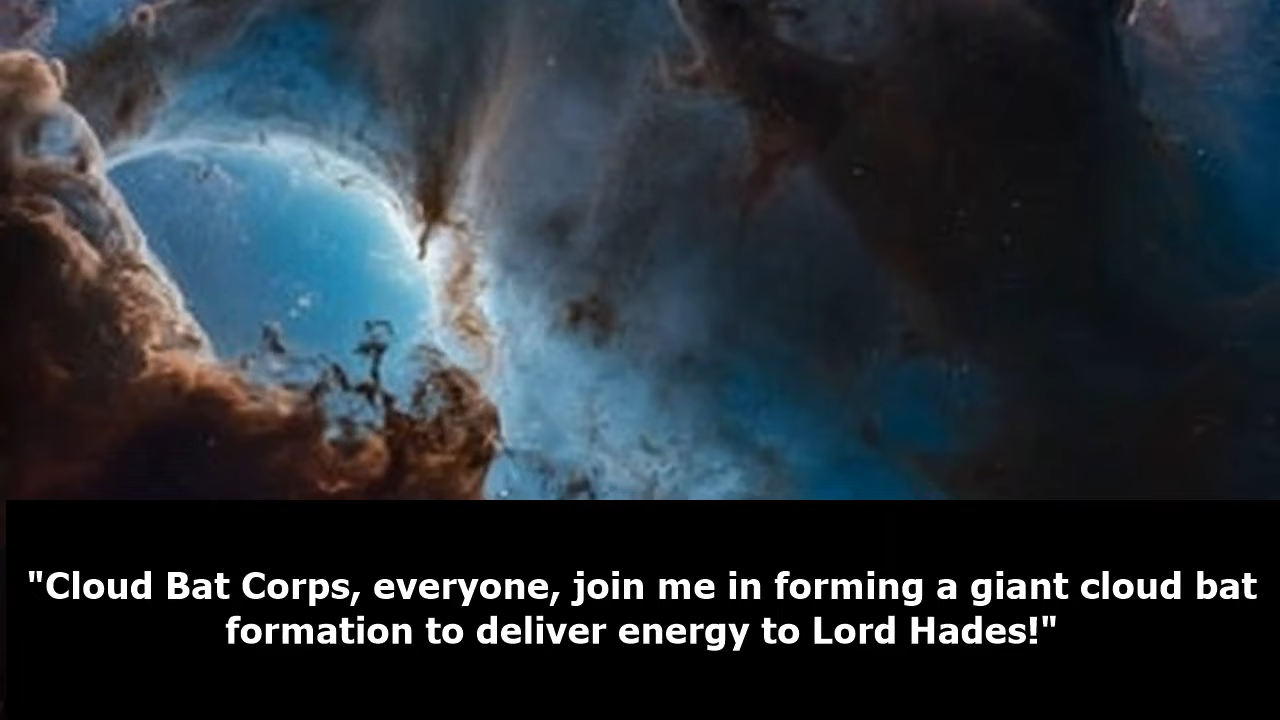 "Cloud Bat Corps, everyone, join me in forming a giant cloud bat
formation to deliver energy to Lord Hades!"